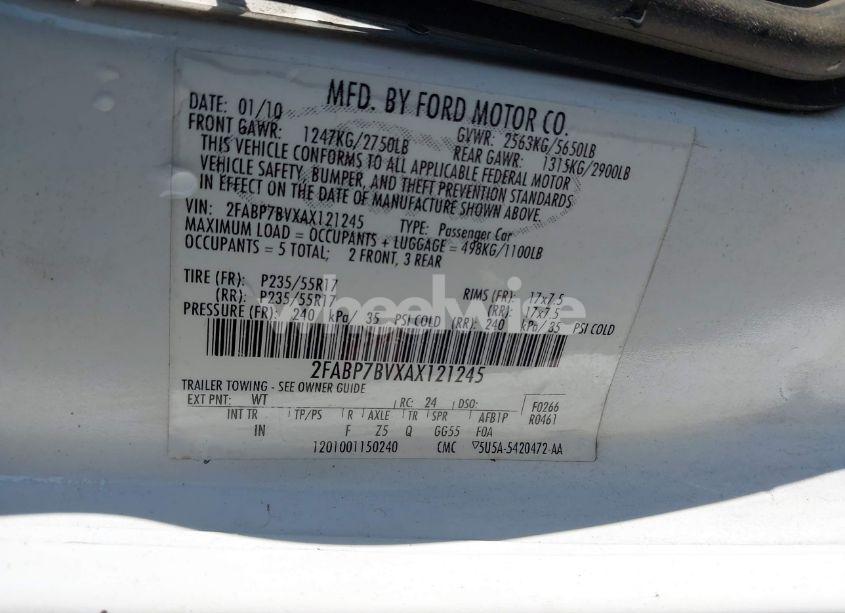 MFD. BY FORD MOTOR CO.
DATE: 01/10 GVWR: 2563KG/5650LB
FRONT GAWR: 1247KG/2750LB REAR GAWR: 1315KG/2900LB
THIS VEHICLE CONFORMS TO ALL APPLICABLE FEDERAL MOTOR
VEHICLE SAFETY, BUMPER, AND THEFT PREVENTION STANDARDS
IN EFFECT ON THE DATE OF MANUFACTURE SHOWN ABOVE.
VIN: 2FABP7BVXAX121245 TYPE: Passenger Car
MAXIMUM LOAD = OCCUPANTS + LUGGAGE = 498KG/1100LB
OCCUPANTS = 5 TOTAL; 2 FRONT, 3 REAR
TIRE (FR): P235/55R17 RIMS (FR): 17x7.5
(RR): P235/55R17 (RR): 17x7.5
PRESSURE (FR): 240 kPa/ 35 PSI COLD (RR): 240 kPa/ 35 PSI COLD
wheelwire
2FABP7BVXAX121245
TRAILER TOWING - SEE OWNER GUIDE
EXT PNT: WT RC: 24 DSO: F0266
INT TR TP/PS R AXLE TR SPR AFB1P R0461
IN F Z5 Q GG55 F0A
1201001150240 CMC ▽5U5A-5420472-AA